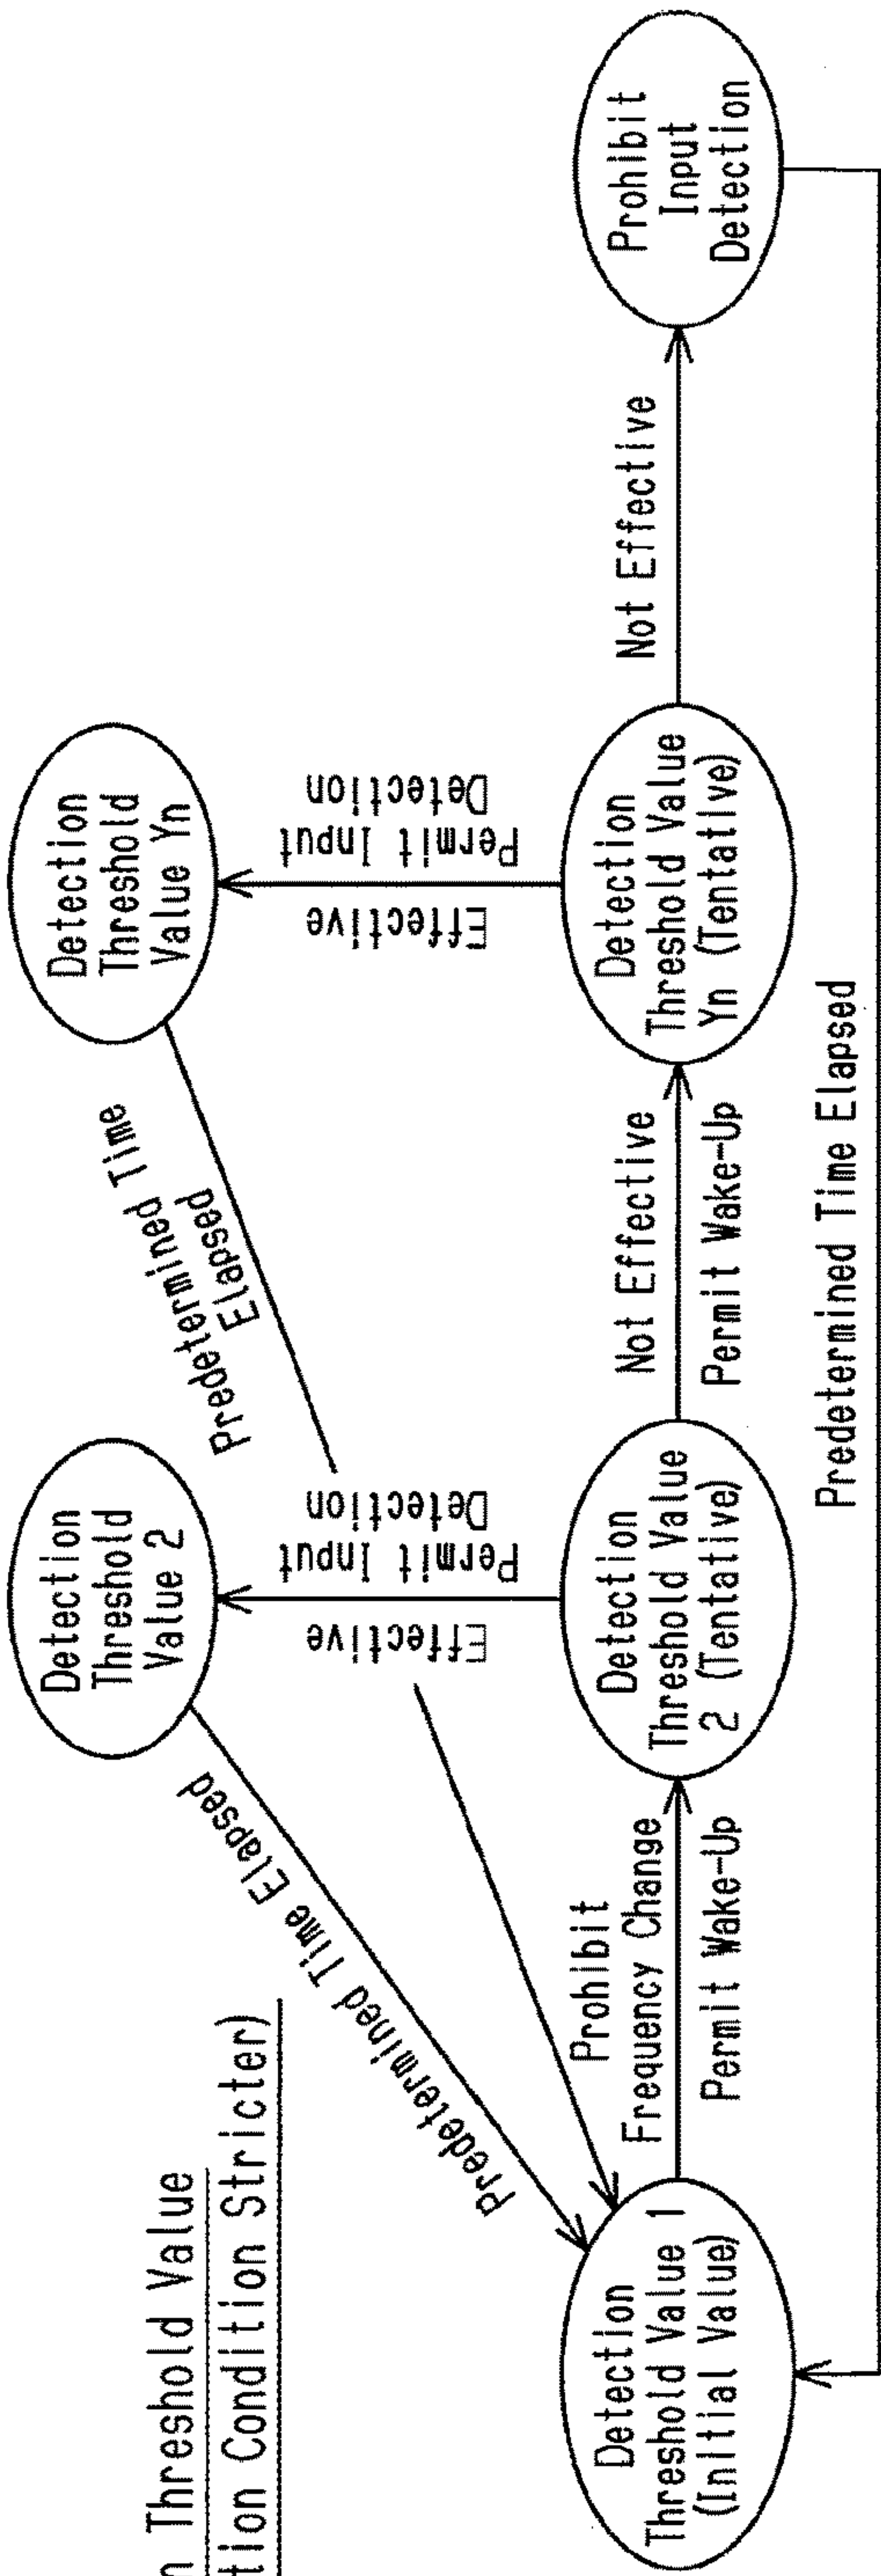 Threshold Value
Condition Stricter)
Detection
Threshold
Value 2
Detection
Threshold
Value Yn
Predetermined Time Elapsed
Predetermined Time
Elapsed
Effective
Permit Input
Detection
Effective
Permit Input
Detection
Detection
Threshold Value 1
(Initial Value)
Prohibit
Frequency Change
Permit Wake-Up
Detection
Threshold Value
2 (Tentative)
Not Effective
Permit Wake-Up
Detection
Threshold Value
Yn (Tentative)
Not Effective
Prohibit
Input
Detection
Predetermined Time Elapsed